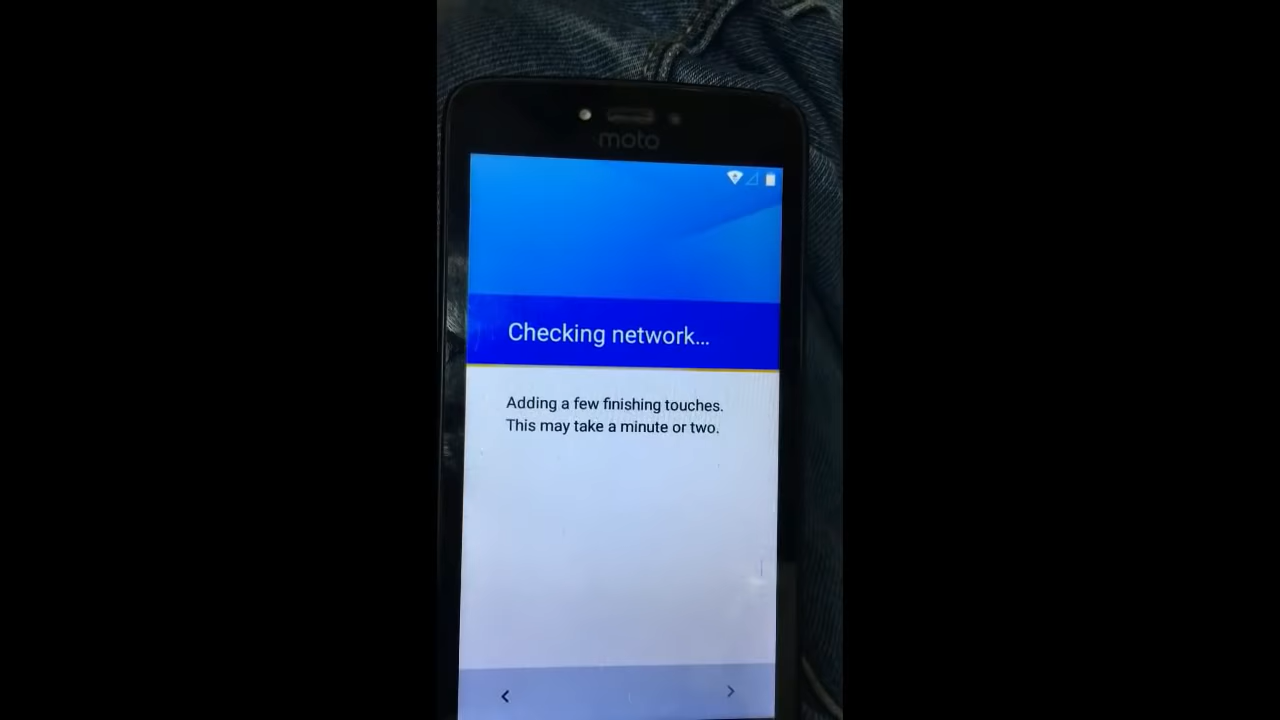 moto
Checking network...
Adding a few finishing touches.
This may take a minute or two.